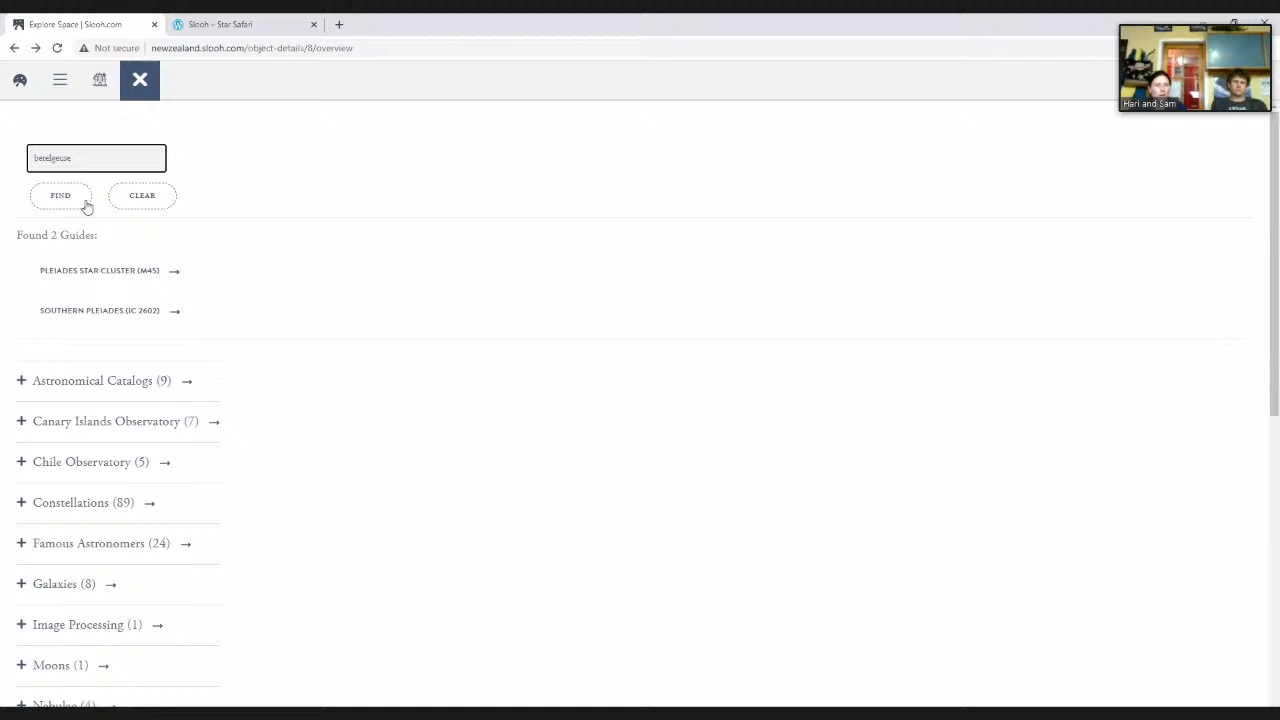 Explore Space | Slooh.com
Slooh – Star Safari
Not secure
newzealand.slooh.com/object-details/8/overview
Hari and Sam
betelgeuse
FIND
CLEAR
Found 2 Guides:
PLEIADES STAR CLUSTER (M45)
SOUTHERN PLEIADES (IC 2602)
Astronomical Catalogs (9)
Canary Islands Observatory (7)
Chile Observatory (5)
Constellations (89)
Famous Astronomers (24)
Galaxies (8)
Image Processing (1)
Moons (1)
Nebulae (4)